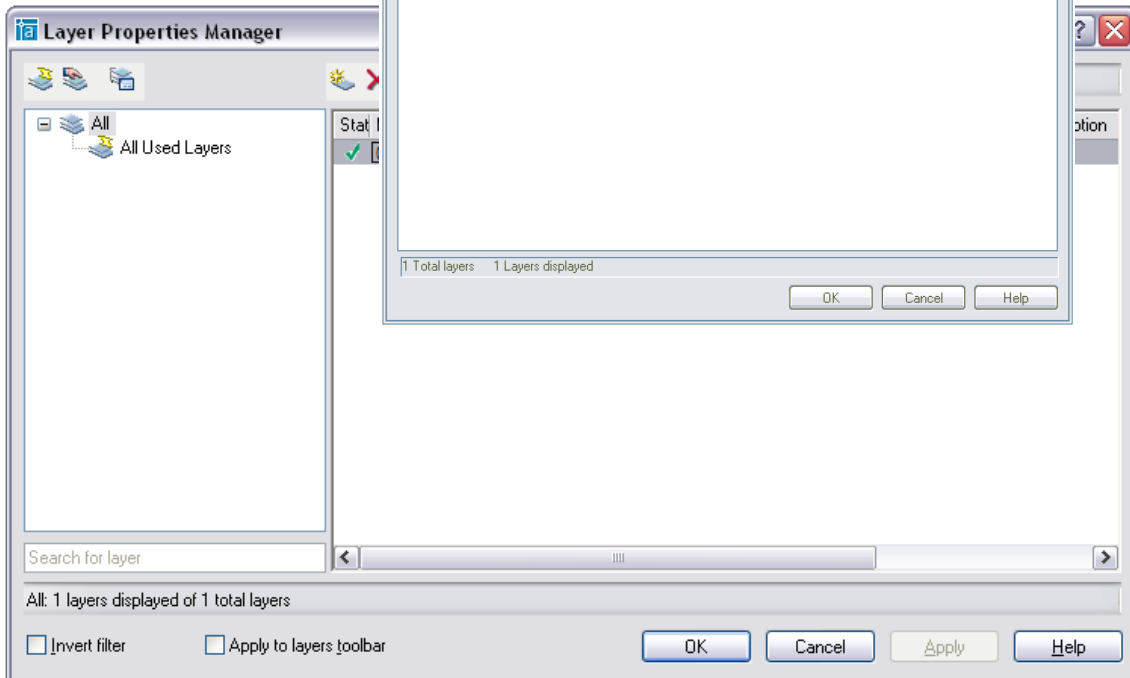 Layer Properties Manager
?
All
All Used Layers
Stat
ption
1 Total layers 1 Layers displayed
OK Cancel Help
Search for layer
All: 1 layers displayed of 1 total layers
Invert filter Apply to layers toolbar OK Cancel Apply Help